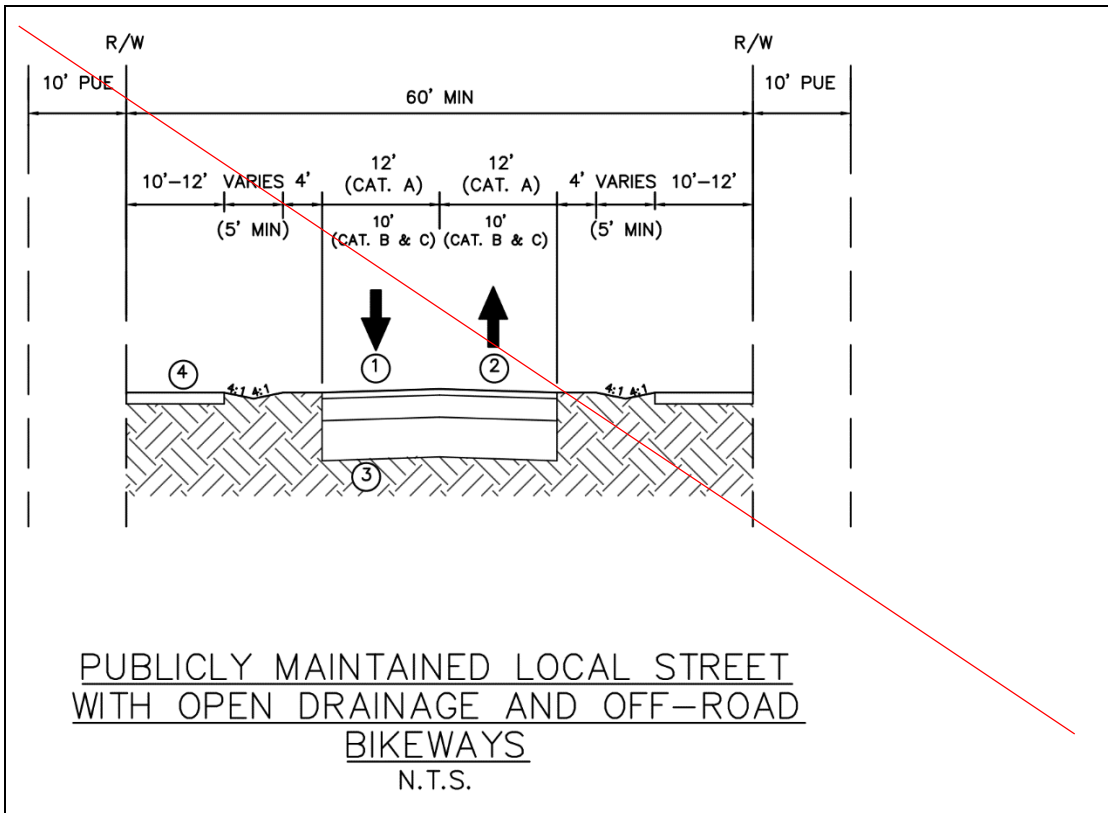 R/W R/W
10' PUE 60' MIN 10' PUE
12' 12'
10'-12' VARIES 4' (CAT. A) (CAT. A) 4' VARIES 10'-12'
(5' MIN) 10' 10' (5' MIN)
(CAT. B & C) (CAT. B & C)
1 2
4 4:1 4:1 4:1 4:1
3
PUBLICLY MAINTAINED LOCAL STREET
WITH OPEN DRAINAGE AND OFF-ROAD
BIKEWAYS
N.T.S.